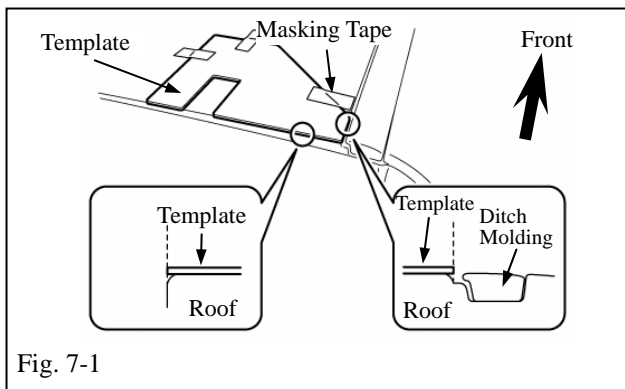 Template
Masking Tape
Front
Template
Roof
Template
Ditch
Molding
Roof
Fig. 7-1